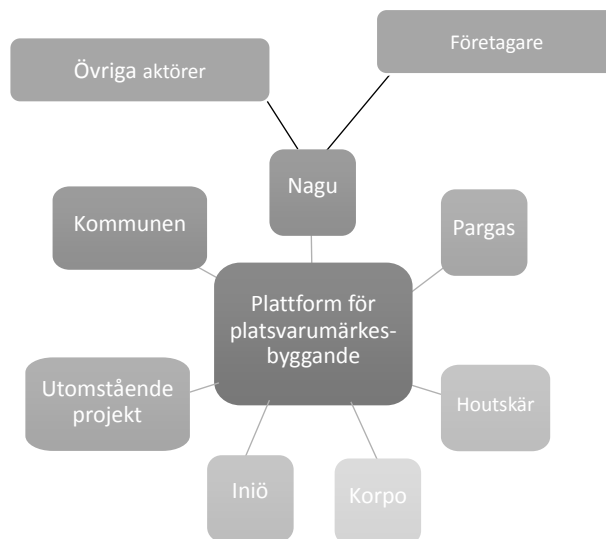 Företagare
Övriga aktörer
Nagu
Kommunen
Pargas
Plattform för
platsvarumärkes-
byggande
Utomstående
projekt
Houtskär
Iniö
Korpo